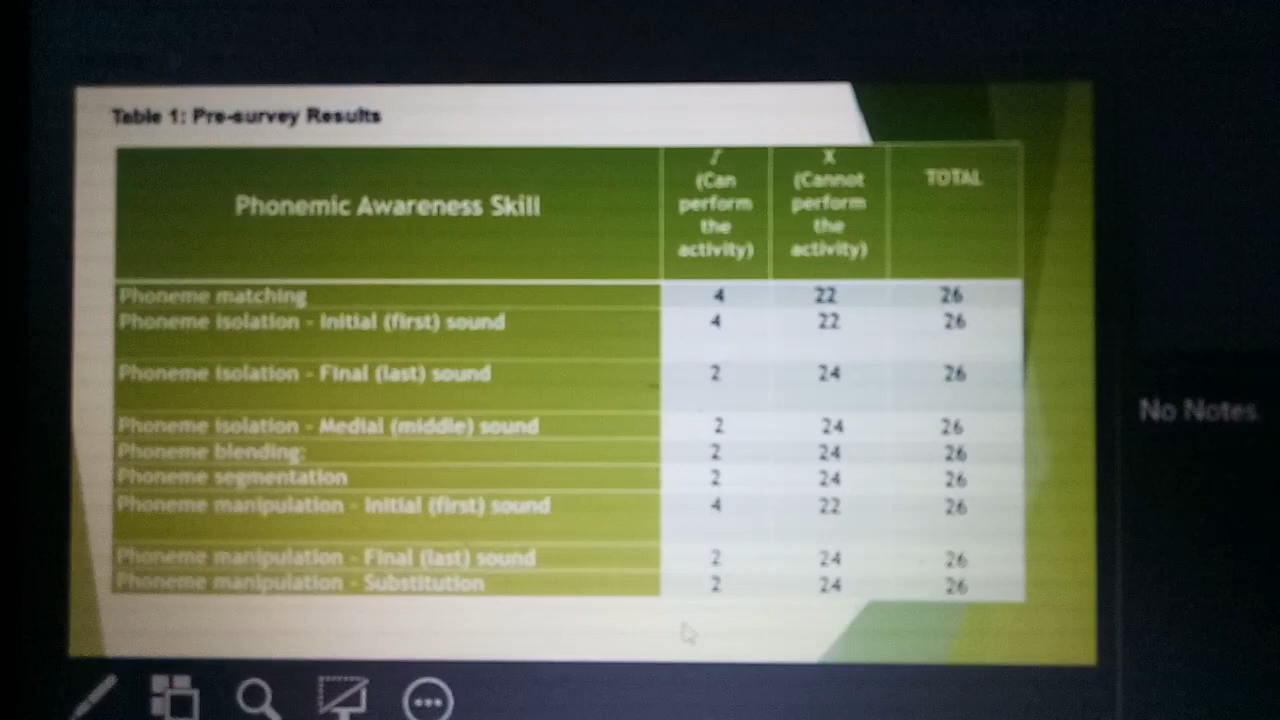 Table 1: Pre-survey Results
Phonemic Awareness Skill
/
(Can
perform
the
activity)
X
(Cannot
perform
the
activity)
TOTAL
Phoneme matching 4 22 26
Phoneme isolation - Initial (first) sound 4 22 26
Phoneme isolation - Final (last) sound 2 24 26
Phoneme isolation - Medial (middle) sound 2 24 26
Phoneme blending: 2 24 26
Phoneme segmentation 2 24 26
Phoneme manipulation - Initial (first) sound 4 22 26
Phoneme manipulation - Final (last) sound 2 24 26
Phoneme manipulation - Substitution 2 24 26
No Notes.